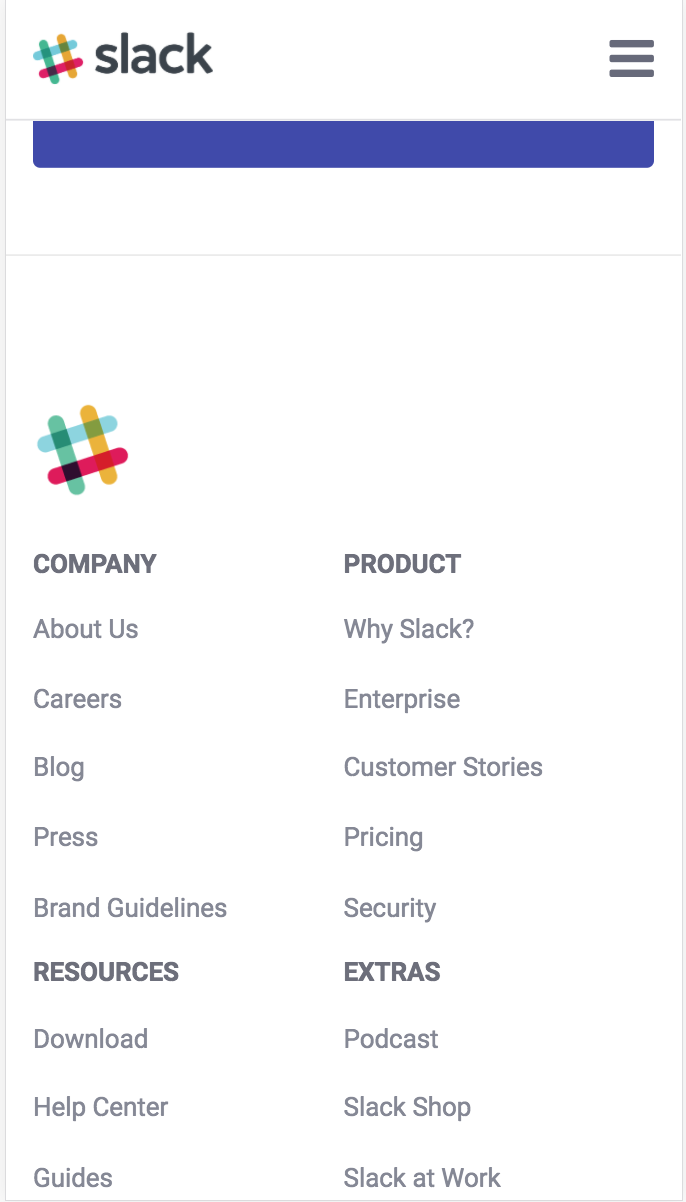 slack
COMPANY
About Us
Careers
Blog
Press
Brand Guidelines
PRODUCT
Why Slack?
Enterprise
Customer Stories
Pricing
Security
RESOURCES
Download
Help Center
Guides
EXTRAS
Podcast
Slack Shop
Slack at Work